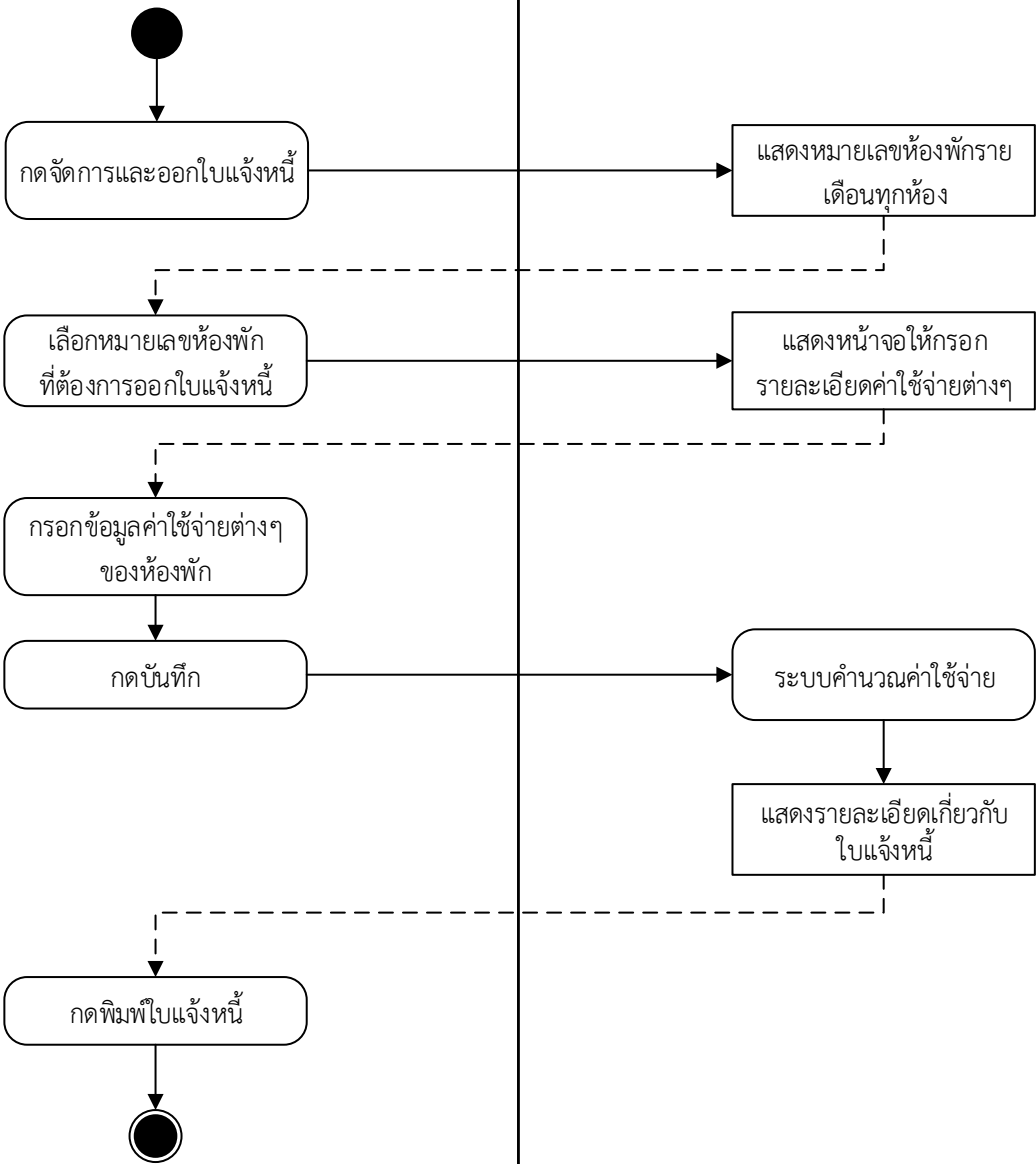 กดจัดการและออกใบแจ้งหนี้
แสดงหมายเลขห้องพักราย
เดือนทุกห้อง
เลือกหมายเลขห้องพัก
ที่ต้องการออกใบแจ้งหนี้
แสดงหน้าจอให้กรอก
รายละเอียดค่าใช้จ่ายต่างๆ
กรอกข้อมูลค่าใช้จ่ายต่างๆ
ของห้องพัก
กดบันทึก
ระบบคำนวณค่าใช้จ่าย
แสดงรายละเอียดเกี่ยวกับ
ใบแจ้งหนี้
กดพิมพ์ใบแจ้งหนี้